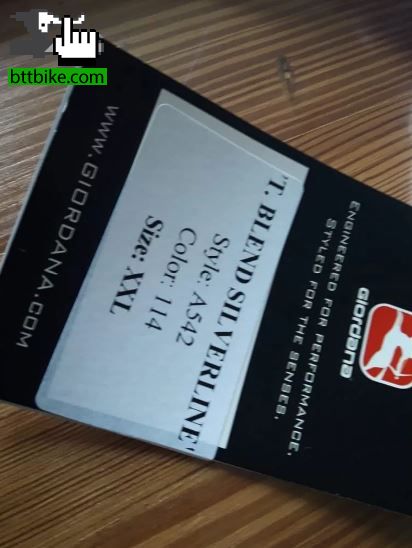 bttbike.com
Giordana
ENGINEERED FOR PERFORMANCE.
STYLED FOR THE SENSES.
T. BLEND SILVERLINE
Style: A542
Color: 114
Size: XXL
WWW.GIORDANA.COM